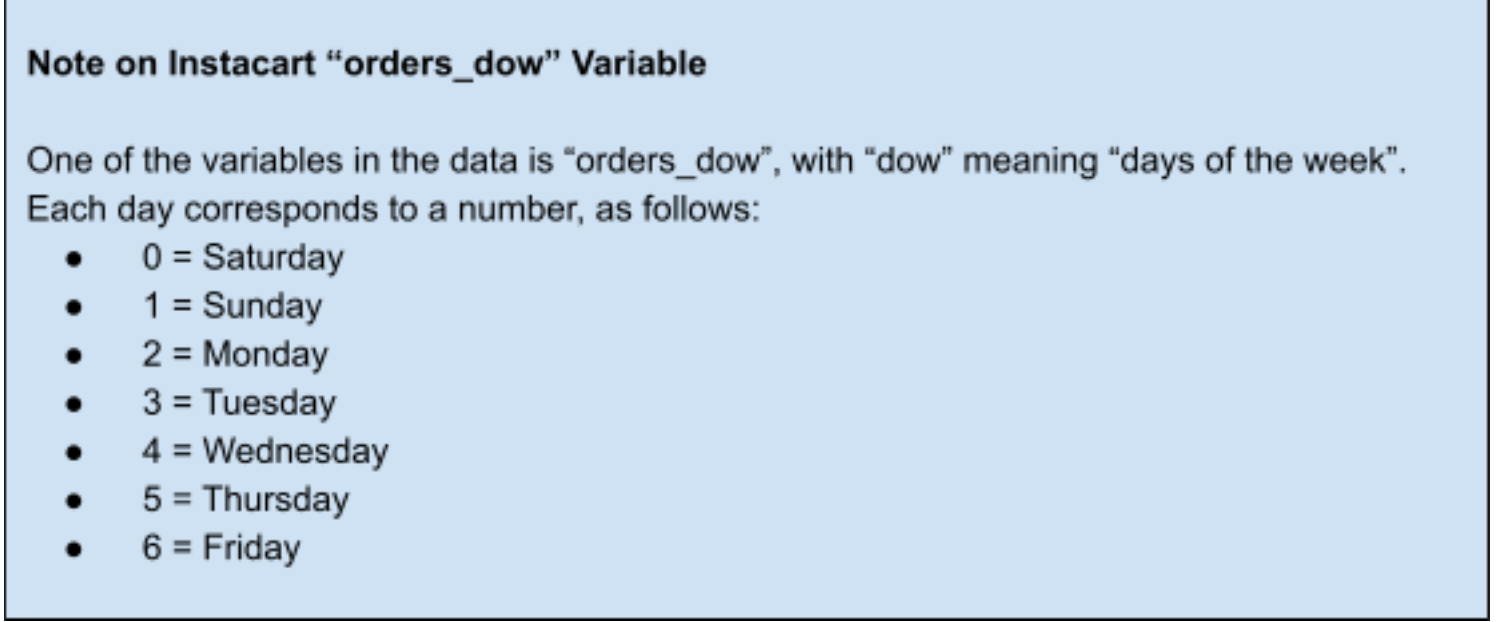 Note on Instacart “orders_dow” Variable
One of the variables in the data is “orders_dow”, with “dow” meaning “days of the week”.
Each day corresponds to a number, as follows:
● 0 = Saturday
● 1 = Sunday
● 2 = Monday
● 3 = Tuesday
● 4 = Wednesday
● 5 = Thursday
● 6 = Friday